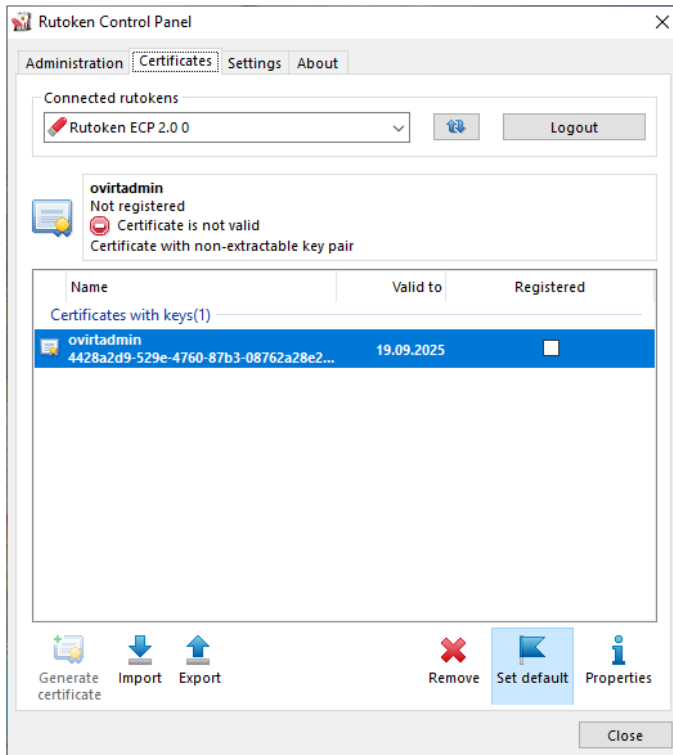 Rutoken Control Panel
Administration Certificates Settings About
Connected rutokens
Rutoken ECP 2.0 0
Logout
ovirtadmin
Not registered
Certificate is not valid
Certificate with non-extractable key pair
Name Valid to Registered
Certificates with keys(1)
ovirtadmin
4428a2d9-529e-4760-87b3-08762a28e2... 19.09.2025
Generate certificate
Import
Export
Remove
Set default
Properties
Close